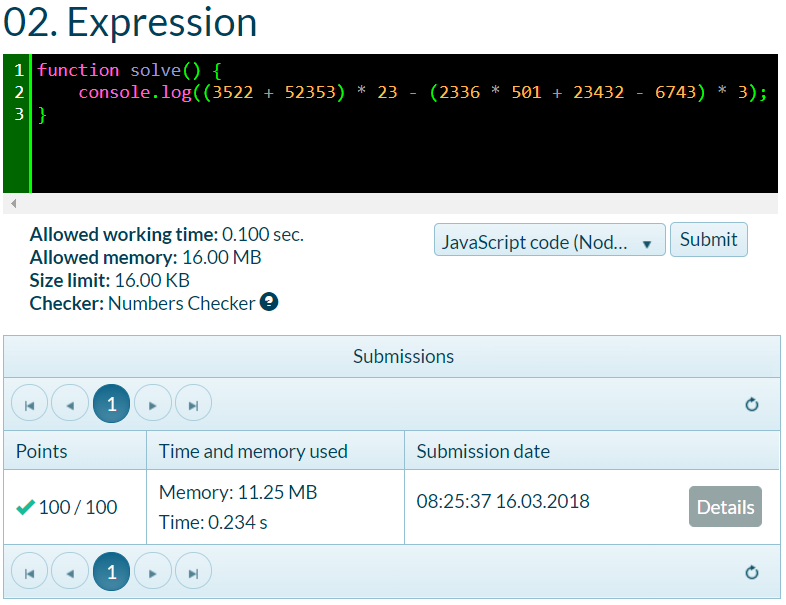 02. Expression
1 function solve() {
2 console.log((3522 + 52353) * 23 - (2336 * 501 + 23432 - 6743) * 3);
3 }
Allowed working time: 0.100 sec.
Allowed memory: 16.00 MB
Size limit: 16.00 KB
Checker: Numbers Checker ?
JavaScript code (Nod... Submit
Submissions
1
Points Time and memory used Submission date
100 / 100 Memory: 11.25 MB 08:25:37 16.03.2018 Details
Time: 0.234 s
1